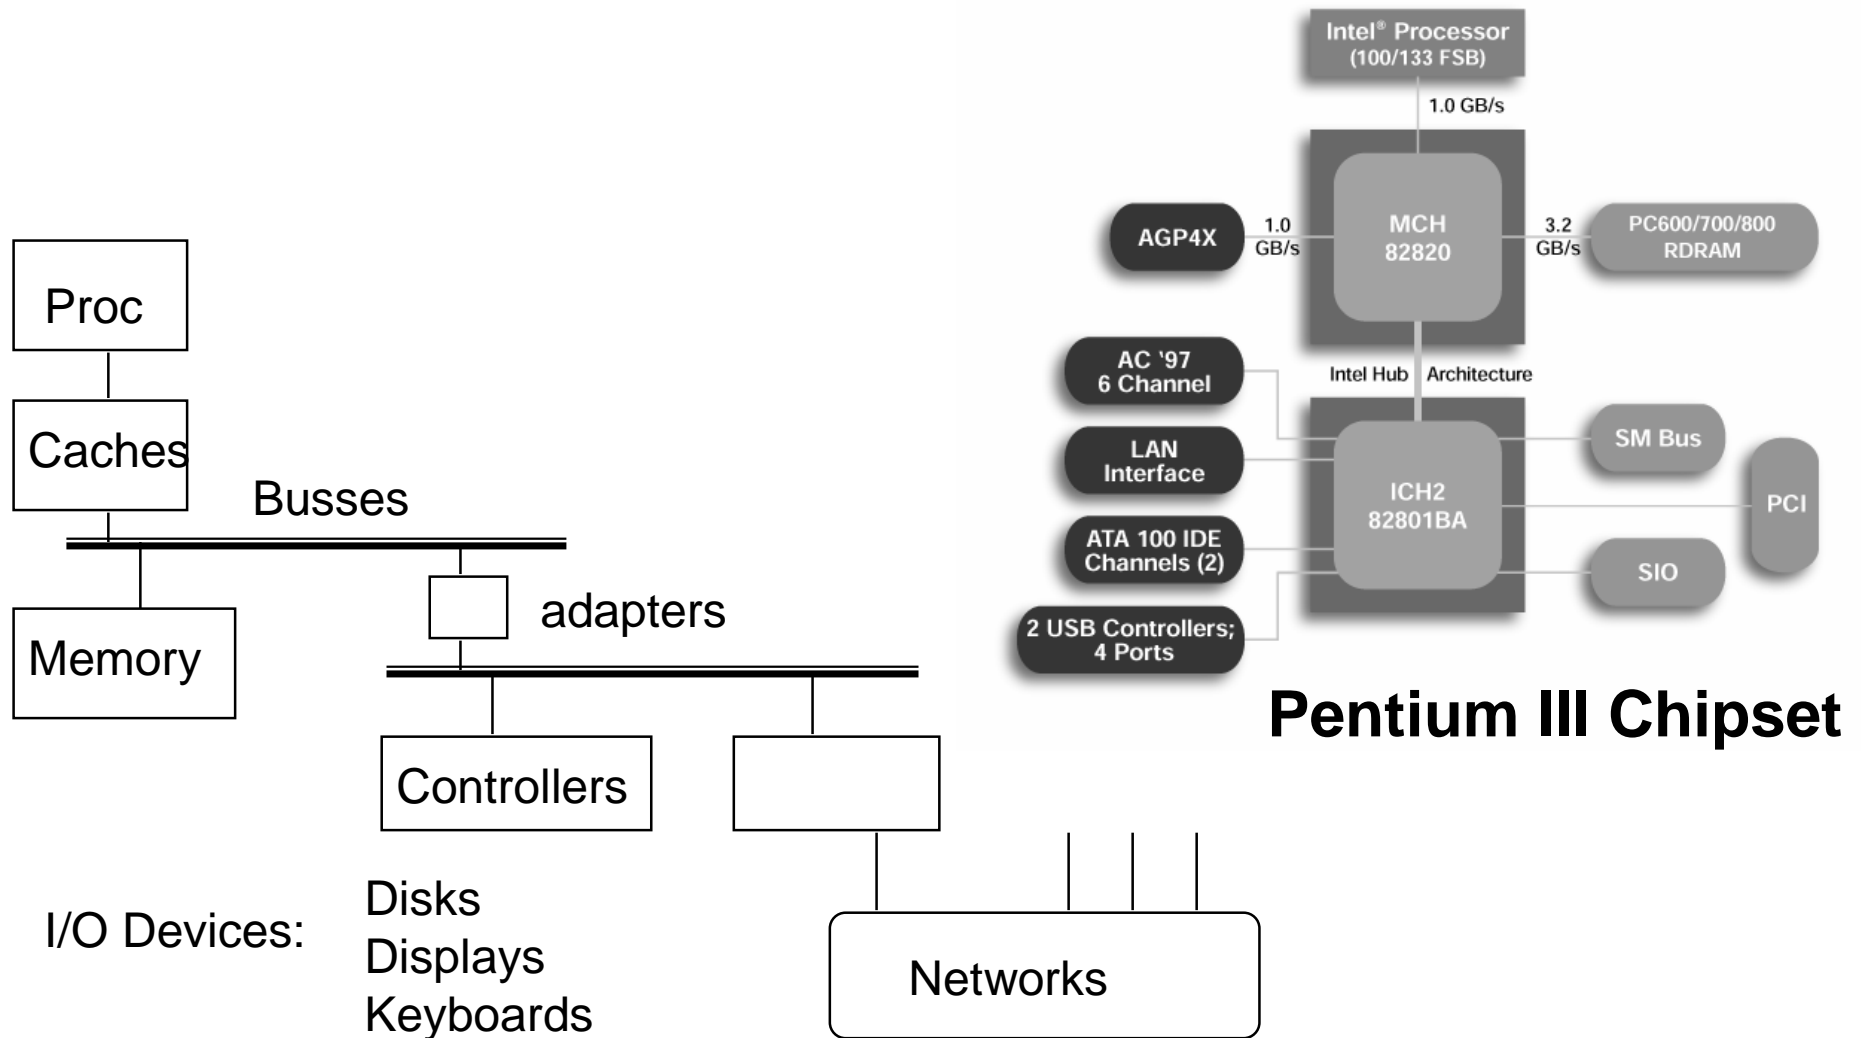 Proc
Caches
Busses
adapters
Memory
Controllers
I/O Devices:
Disks
Displays
Keyboards
Networks
Intel® Processor
(100/133 FSB)
1.0 GB/s
AGP4X
1.0
GB/s
MCH
82820
3.2
GB/s
PC600/700/800
RDRAM
AC '97
6 Channel
Intel Hub Architecture
LAN
Interface
SM Bus
ICH2
82801BA
PCI
ATA 100 IDE
Channels (2)
SIO
2 USB Controllers;
4 Ports
Pentium III Chipset